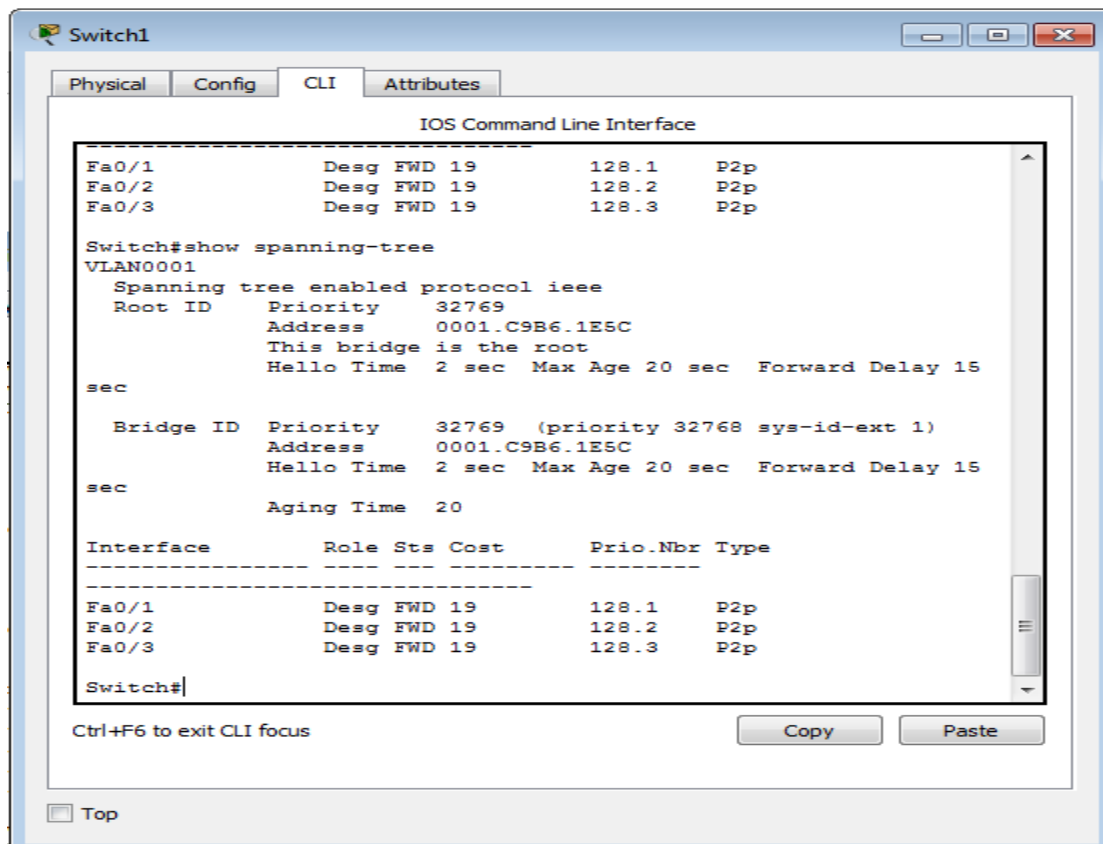 Switch1
Physical Config CLI Attributes
IOS Command Line Interface
---------------------------------
Fa0/1 Desg FWD 19 128.1 P2p
Fa0/2 Desg FWD 19 128.2 P2p
Fa0/3 Desg FWD 19 128.3 P2p
Switch#show spanning-tree
VLAN0001
Spanning tree enabled protocol ieee
Root ID Priority 32769
Address 0001.C9B6.1E5C
This bridge is the root
Hello Time 2 sec Max Age 20 sec Forward Delay 15
sec
Bridge ID Priority 32769 (priority 32768 sys-id-ext 1)
Address 0001.C9B6.1E5C
Hello Time 2 sec Max Age 20 sec Forward Delay 15
sec
Aging Time 20
Interface Role Sts Cost Prio.Nbr Type
----------------- ---- --- --------- --------
---------------------------------
Fa0/1 Desg FWD 19 128.1 P2p
Fa0/2 Desg FWD 19 128.2 P2p
Fa0/3 Desg FWD 19 128.3 P2p
Switch#
Ctrl+F6 to exit CLI focus
Copy Paste
Top